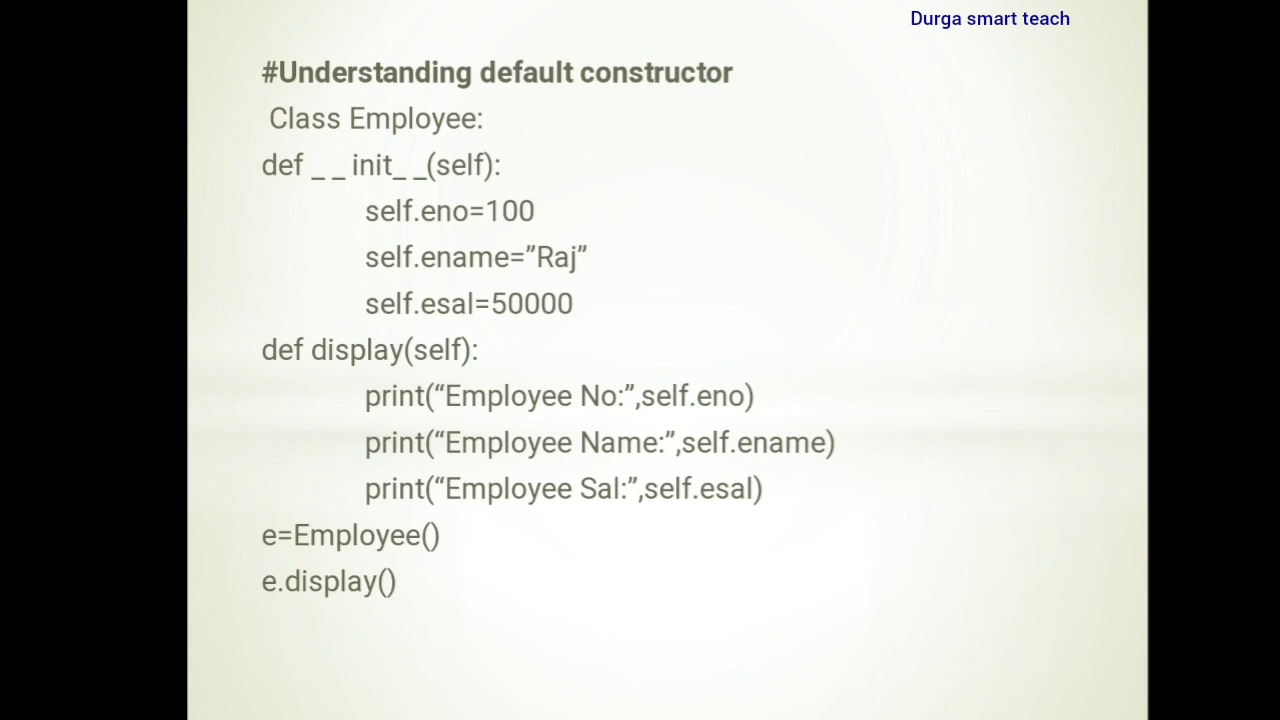 Durga smart teach
#Understanding default constructor
Class Employee:
def _ _ init_ _(self):
self.eno=100
self.ename=”Raj”
self.esal=50000
def display(self):
print(“Employee No:”,self.eno)
print(“Employee Name:”,self.ename)
print(“Employee Sal:”,self.esal)
e=Employee()
e.display()